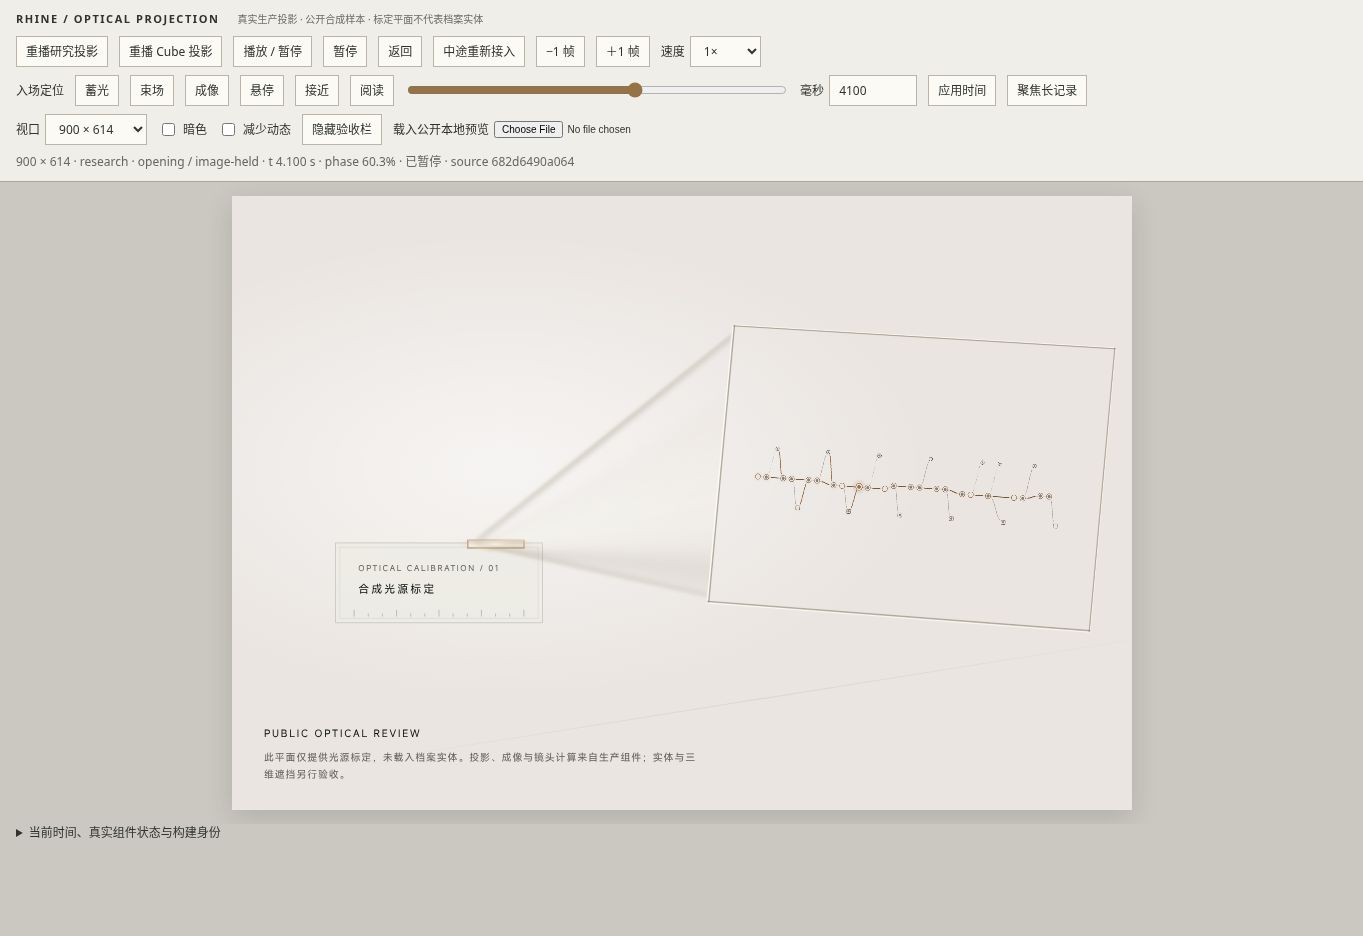 RHINE / OPTICAL PROJECTION 真实生产投影 · 公开合成样本 · 标定平面不代表档案实体
重播研究投影 重播 Cube 投影 播放 / 暂停 暂停 返回 中途重新接入 −1 帧 ＋1 帧 速度 1×
入场定位 蓄光 束场 成像 悬停 接近 阅读 毫秒 4100 应用时间 聚焦长记录
视口 900 × 614 暗色 减少动态 隐藏验收栏 载入公开本地预览 Choose File No file chosen
900 × 614 · research · opening / image-held · t 4.100 s · phase 60.3% · 已暂停 · source 682d6490a064
OPTICAL CALIBRATION / 01
合成光源标定
PUBLIC OPTICAL REVIEW
此平面仅提供光源标定，未载入档案实体。投影、成像与镜头计算来自生产组件；实体与三
维遮挡另行验收。
当前时间、真实组件状态与构建身份